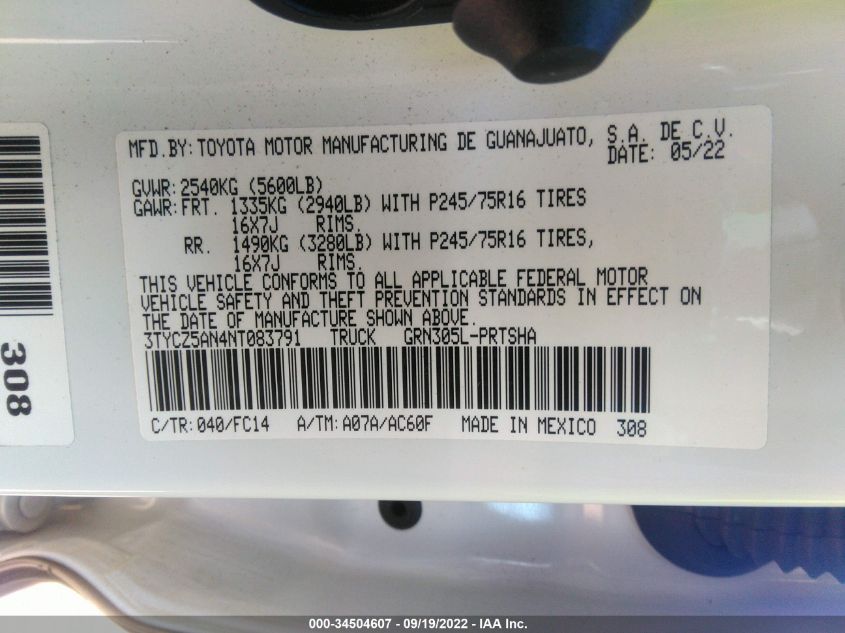 MFD.BY:TOYOTA MOTOR MANUFACTURING DE GUANAJUATO, S.A. DE C.V.
DATE: 05/22
GVWR:2540KG (5600LB)
GAWR:FRT. 1335KG (2940LB) WITH P245/75R16 TIRES
16X7J RIMS.
RR. 1490KG (3280LB) WITH P245/75R16 TIRES,
16X7J RIMS.
THIS VEHICLE CONFORMS TO ALL APPLICABLE FEDERAL MOTOR
VEHICLE SAFETY AND THEFT PREVENTION STANDARDS IN EFFECT ON
THE DATE OF MANUFACTURE SHOWN ABOVE.
3TYCZ5AN4NT083791 TRUCK GRN305L-PRTSHA
C/TR:040/FC14 A/TM:A07A/AC60F MADE IN MEXICO 308
308
000-34504607 - 09/19/2022 - IAA Inc.